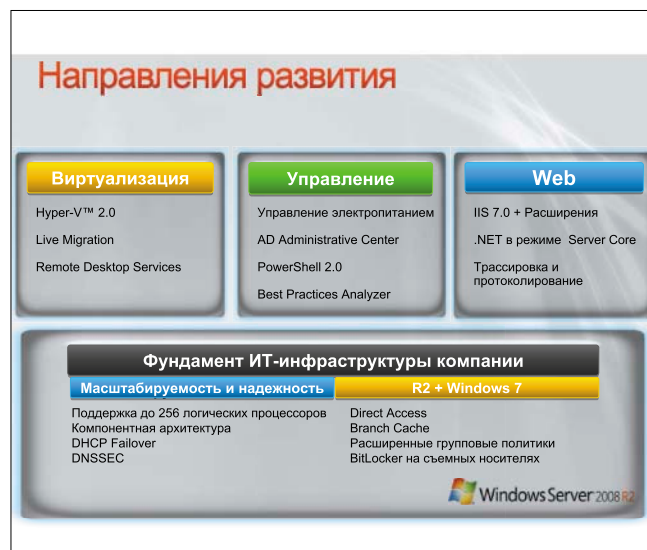 Направления развития
Виртуализация
Hyper-V™ 2.0
Live Migration
Remote Desktop Services
Управление
Управление электропитанием
AD Administrative Center
PowerShell 2.0
Best Practices Analyzer
Web
IIS 7.0 + Расширения
.NET в режиме Server Core
Трассировка и
протоколирование
Фундамент ИТ-инфраструктуры компании
Масштабируемость и надежность
Поддержка до 256 логических процессоров
Компонентная архитектура
DHCP Failover
DNSSEC
R2 + Windows 7
Direct Access
Branch Cache
Расширенные групповые политики
BitLocker на съемных носителях
Windows Server 2008 R2